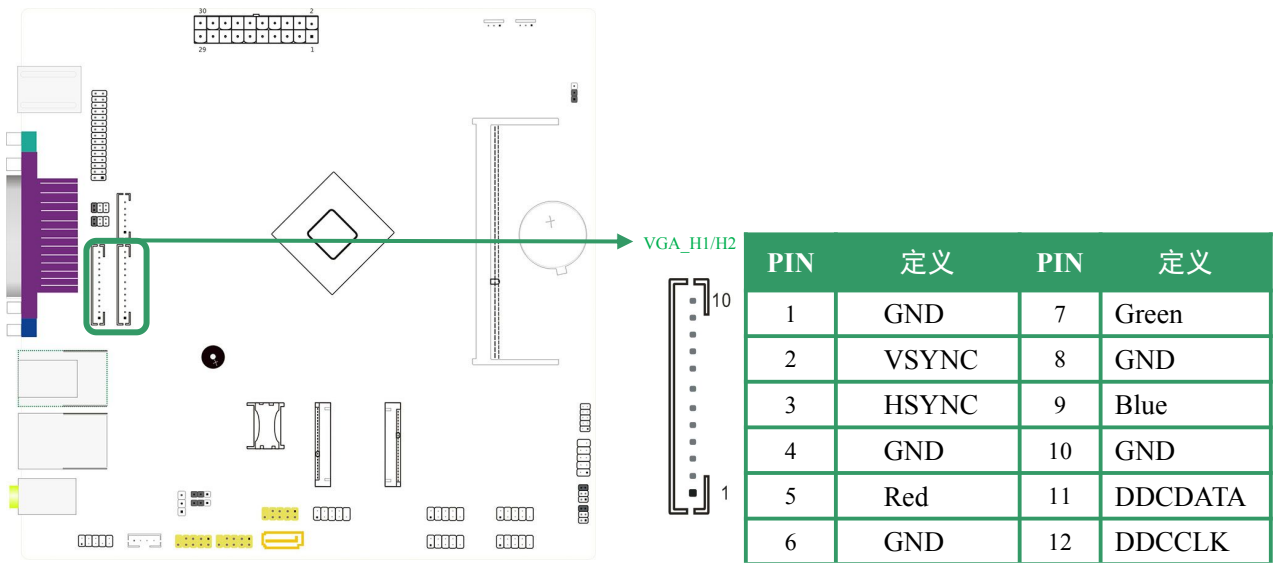 30 2
29 1
VGA_H1/H2
10
1
PIN 定义 PIN 定义
1 GND 7 Green
2 VSYNC 8 GND
3 HSYNC 9 Blue
4 GND 10 GND
5 Red 11 DDCDATA
6 GND 12 DDCCLK